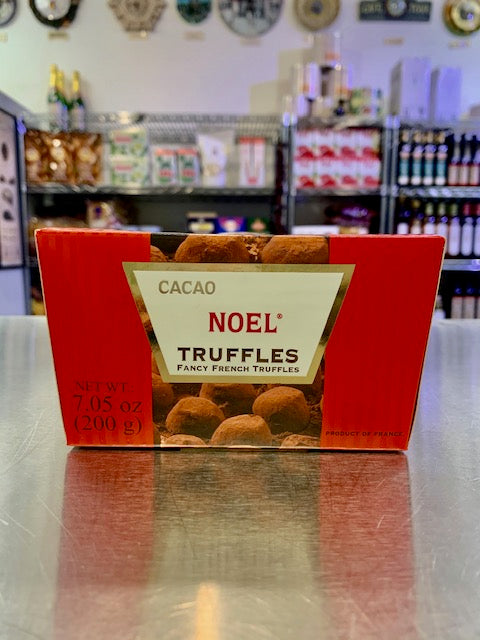 CACAO
NOEL®
TRUFFLES
FANCY FRENCH TRUFFLES
NET WT.
7.05 oz
(200 g)
PRODUCT OF FRANCE.